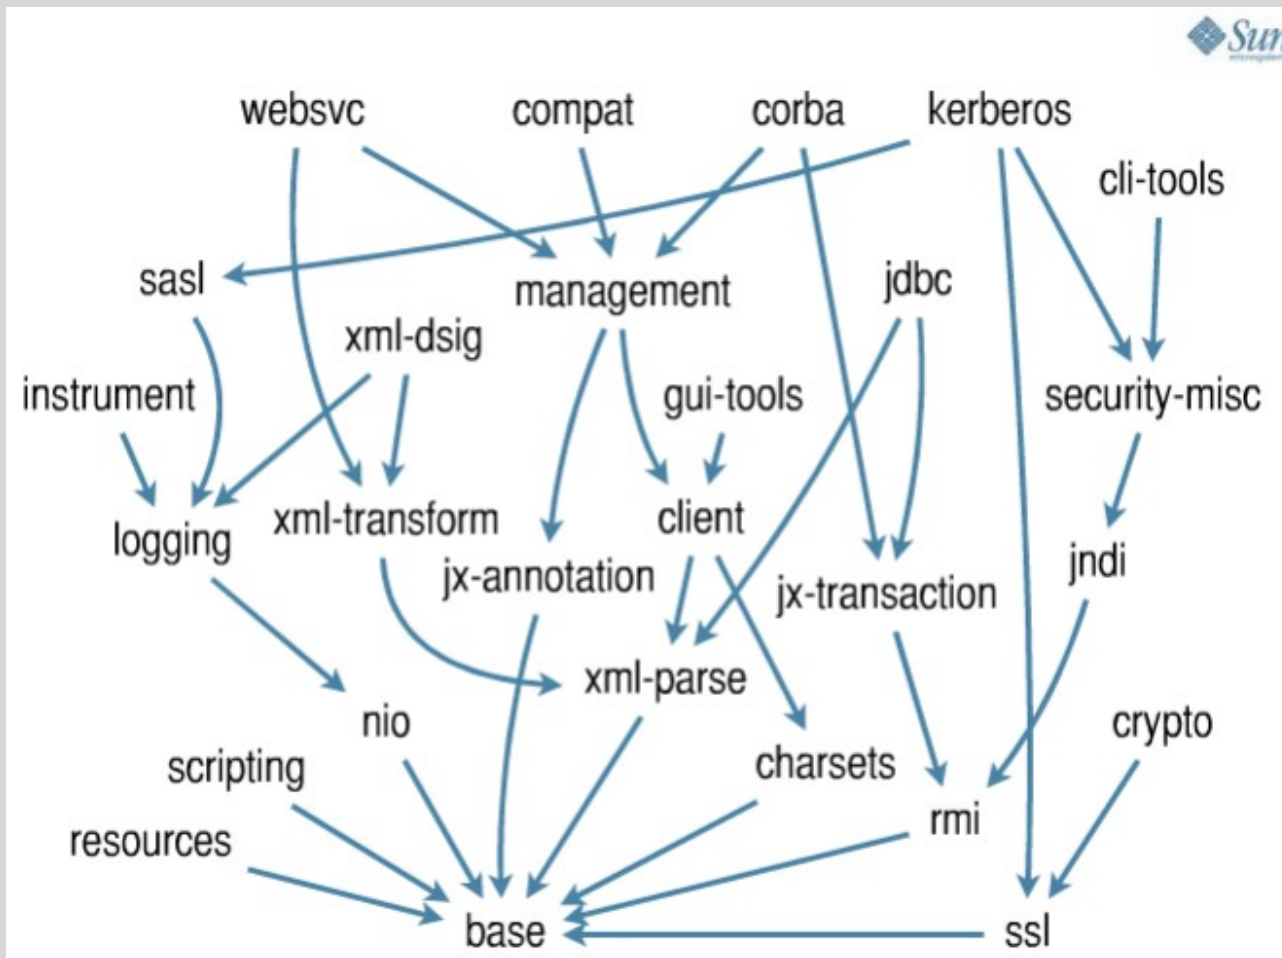 Sun
microsystems
websvc
compat
corba
kerberos
cli-tools
sasl
management
jdbc
xml-dsig
instrument
gui-tools
security-misc
logging
xml-transform
client
jx-annotation
jx-transaction
jndi
xml-parse
nio
crypto
scripting
charsets
resources
rmi
base
ssl